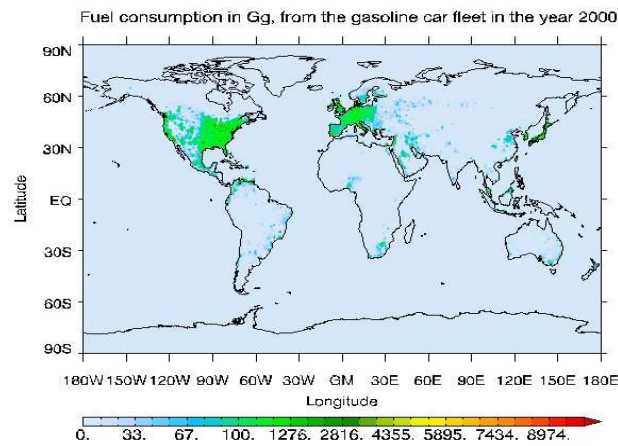 Fuel consumption in Gg, from the gasoline car fleet in the year 2000
90N
60N
30N
EQ
30S
60S
90S
Latitude
180W 150W 120W 90W 60W 30W GM 30E 60E 90E 120E 150E 180E
Longitude
0. 33. 67. 100. 1276. 2816. 4355. 5895. 7434. 8974.